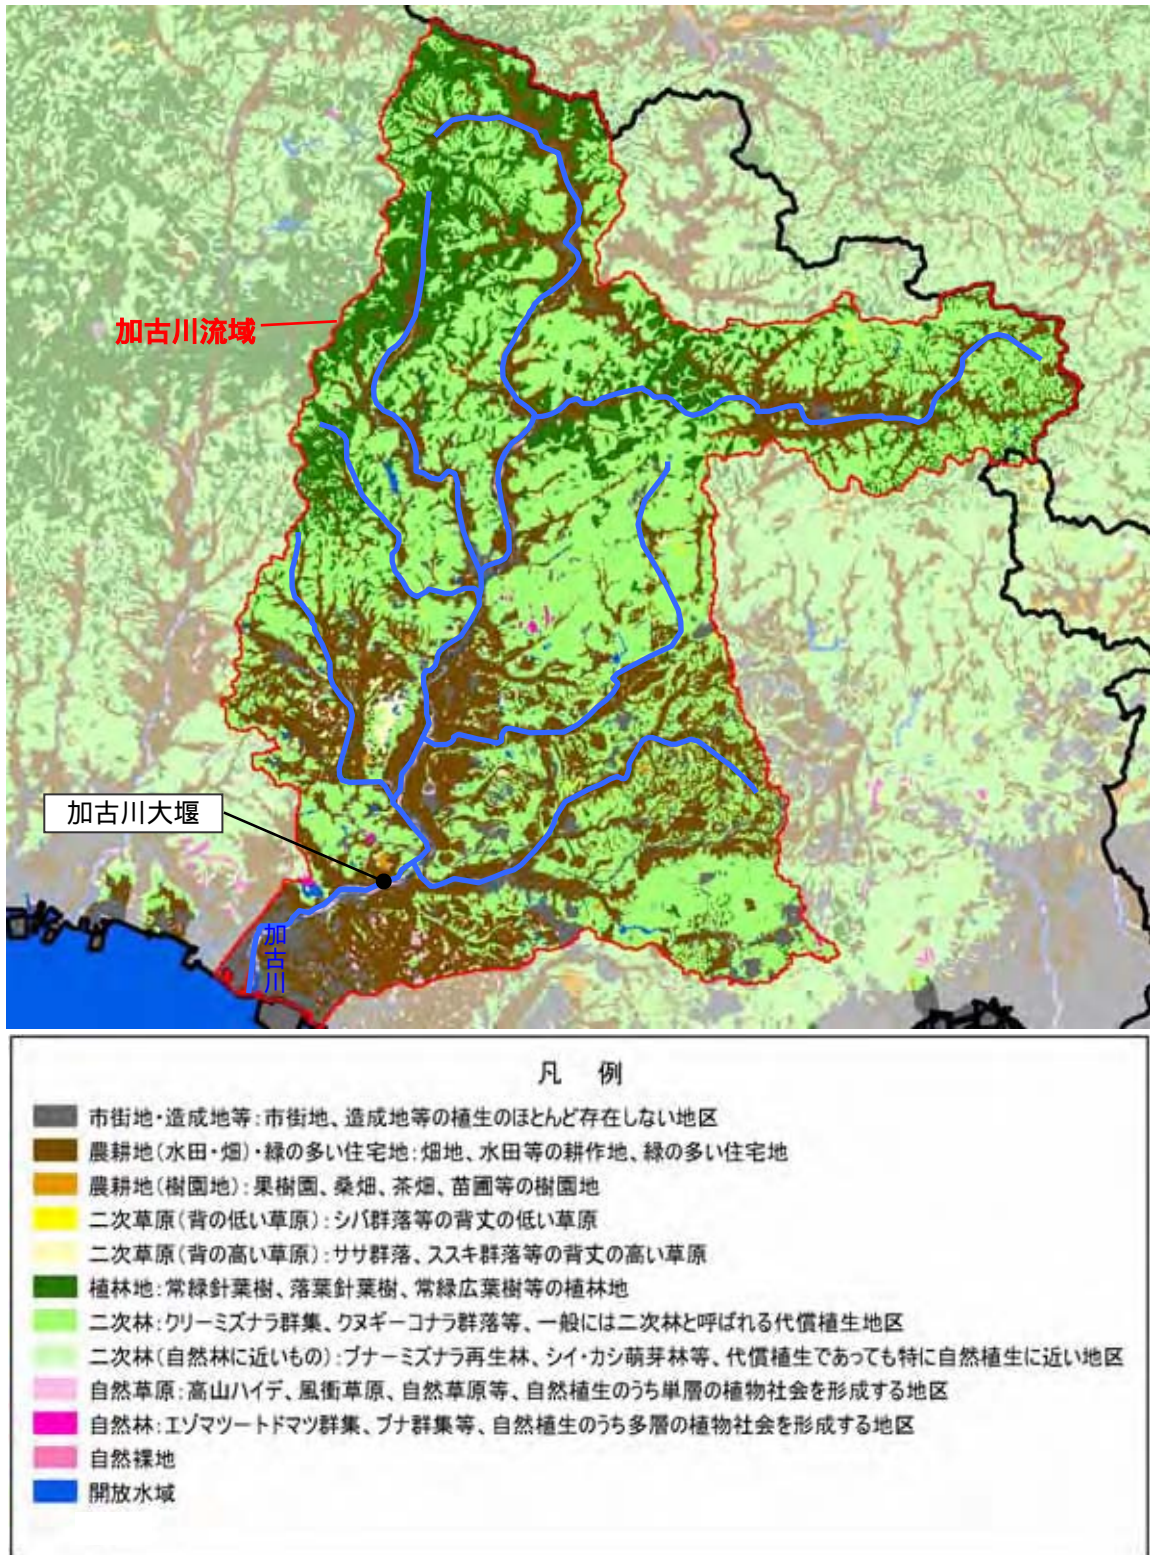 加古川流域
加古川大堰
加古川
凡 例
市街地・造成地等:市街地、造成地等の植生のほとんど存在しない地区
農耕地(水田・畑)・緑の多い住宅地:畑地、水田等の耕作地、緑の多い住宅地
農耕地(樹園地):果樹園、桑畑、茶畑、苗圃等の樹園地
二次草原(背の低い草原):シバ群落等の背丈の低い草原
二次草原(背の高い草原):ササ群落、ススキ群落等の背丈の高い草原
植林地:常緑針葉樹、落葉針葉樹、常緑広葉樹等の植林地
二次林:クリーミズナラ群集、クヌギーコナラ群落等、一般には二次林と呼ばれる代償植生地区
二次林(自然林に近いもの):ブナーミズナラ再生林、シイ・カシ萌芽林等、代償植生であっても特に自然植生に近い地区
自然草原:高山ハイデ、風衝草原、自然草原等、自然植生のうち単層の植物社会を形成する地区
自然林:エゾマツートドマツ群集、ブナ群集等、自然植生のうち多層の植物社会を形成する地区
自然裸地
開放水域